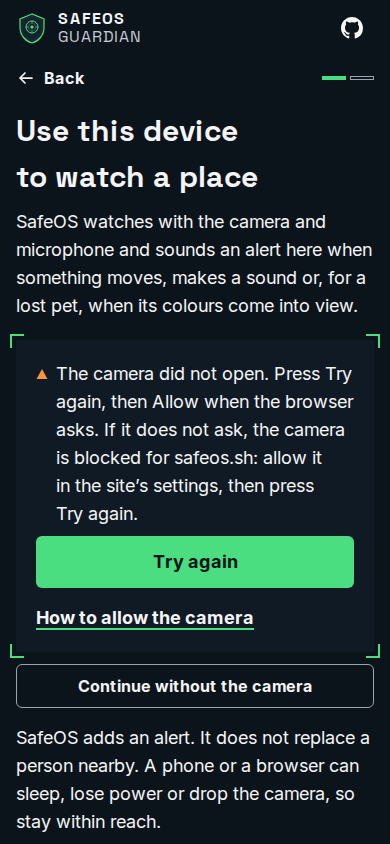 SAFEOS
GUARDIAN
Back
Use this device
to watch a place
SafeOS watches with the camera and
microphone and sounds an alert here when
something moves, makes a sound or, for a
lost pet, when its colours come into view.
The camera did not open. Press Try
again, then Allow when the browser
asks. If it does not ask, the camera
is blocked for safeos.sh: allow it
in the site’s settings, then press
Try again.
Try again
How to allow the camera
Continue without the camera
SafeOS adds an alert. It does not replace a
person nearby. A phone or a browser can
sleep, lose power or drop the camera, so
stay within reach.